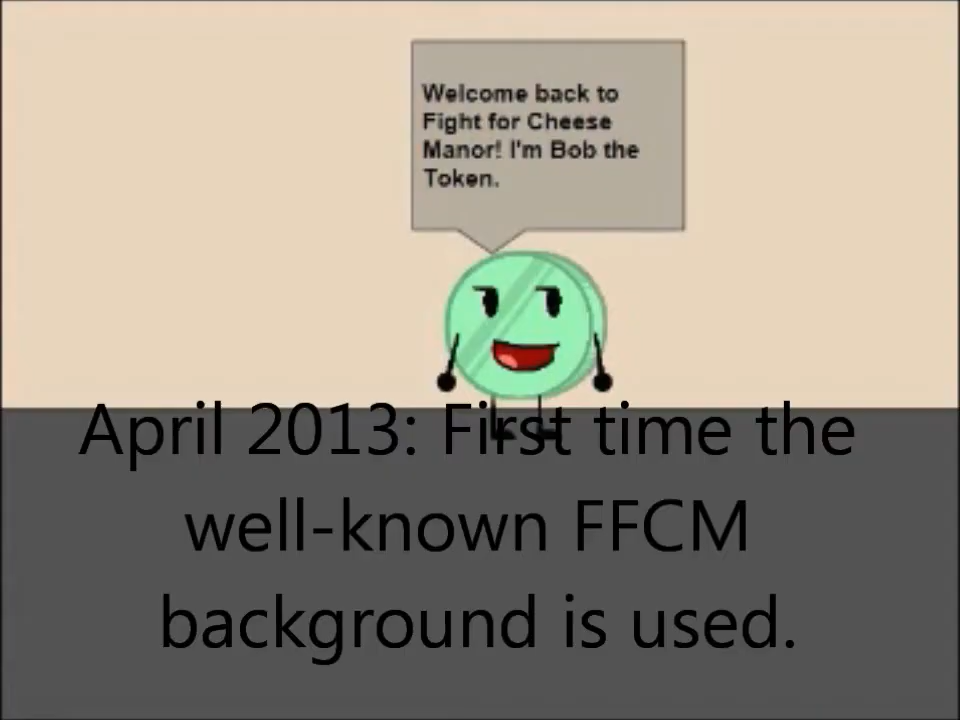 Welcome back to
Fight for Cheese
Manor! I'm Bob the
Token.
April 2013: First time the
well-known FFCM
background is used.